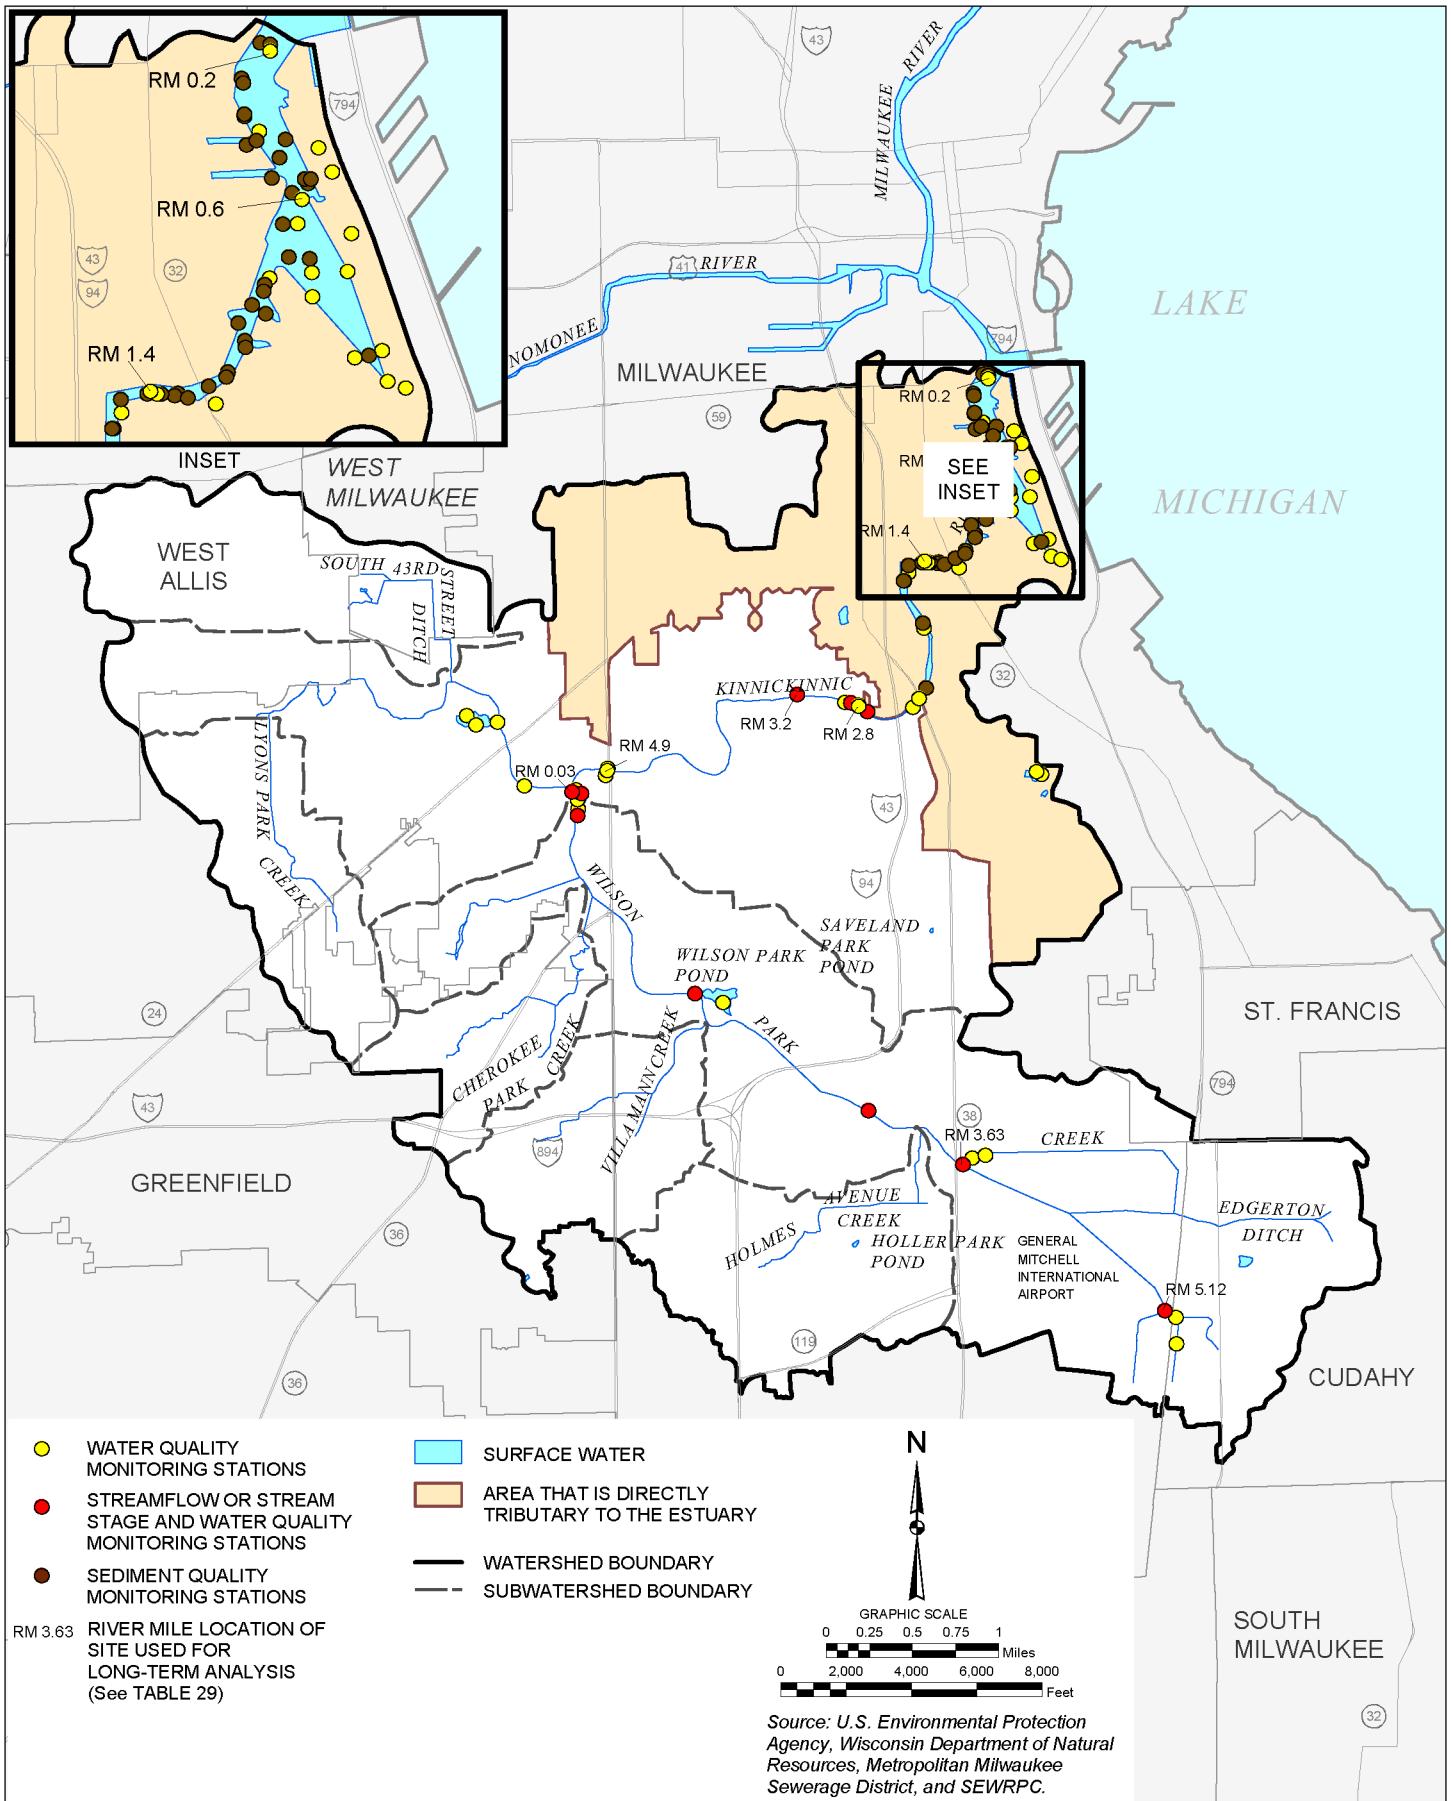 RM 0.2
794
RM 0.6
43
32
94
RM 1.4
INSET
43
RIVER
MILWAUKEE
41
RIVER
NOMONEE
794
LAKE
MILWAUKEE
59
RM 0.2
RM
SEE
INSET
RM 1.4
MICHIGAN
WEST
MILWAUKEE
WEST
ALLIS
SOUTH 43RD
STREET
DITCH
32
KINNICKINNIC
RM 3.2
RM 2.8
RM 4.9
RM 0.03
LYONS PARK
CREEK
43
94
WILSON
SAVELAND
PARK
POND
WILSON PARK
POND
24
PARK
ST. FRANCIS
CHEROKEE
PARK
CREEK
VILLA MANN CREEK
794
43
38
RM 3.63
CREEK
894
GREENFIELD
AVENUE
CREEK
HOLMES
HOLLER PARK
POND
EDGERTON
DITCH
GENERAL
MITCHELL
INTERNATIONAL
AIRPORT
36
RM 5.12
119
36
CUDAHY
WATER QUALITY
MONITORING STATIONS
STREAMFLOW OR STREAM
STAGE AND WATER QUALITY
MONITORING STATIONS
SEDIMENT QUALITY
MONITORING STATIONS
RM 3.63 RIVER MILE LOCATION OF
SITE USED FOR
LONG-TERM ANALYSIS
(See TABLE 29)
SURFACE WATER
AREA THAT IS DIRECTLY
TRIBUTARY TO THE ESTUARY
WATERSHED BOUNDARY
SUBWATERSHED BOUNDARY
N
GRAPHIC SCALE
0 0.25 0.5 0.75 1
Miles
0 2,000 4,000 6,000 8,000
Feet
Source: U.S. Environmental Protection
Agency, Wisconsin Department of Natural
Resources, Metropolitan Milwaukee
Sewerage District, and SEWRPC.
SOUTH
MILWAUKEE
32